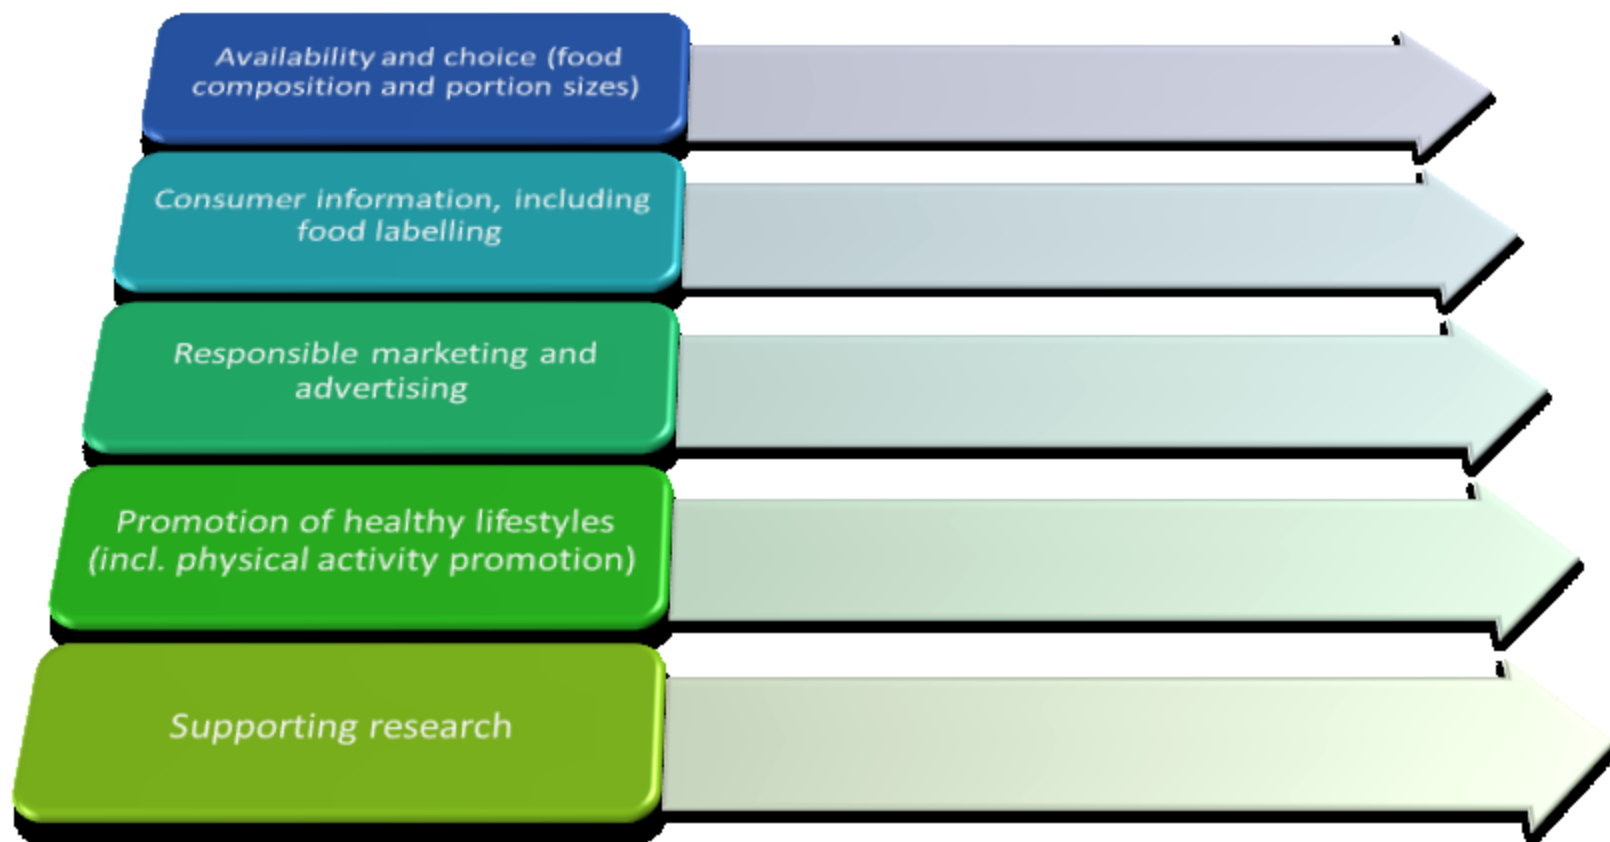 Availability and choice (food
composition and portion sizes)
Consumer information, including
food labelling
Responsible marketing and
advertising
Promotion of healthy lifestyles
(incl. physical activity promotion)
Supporting research